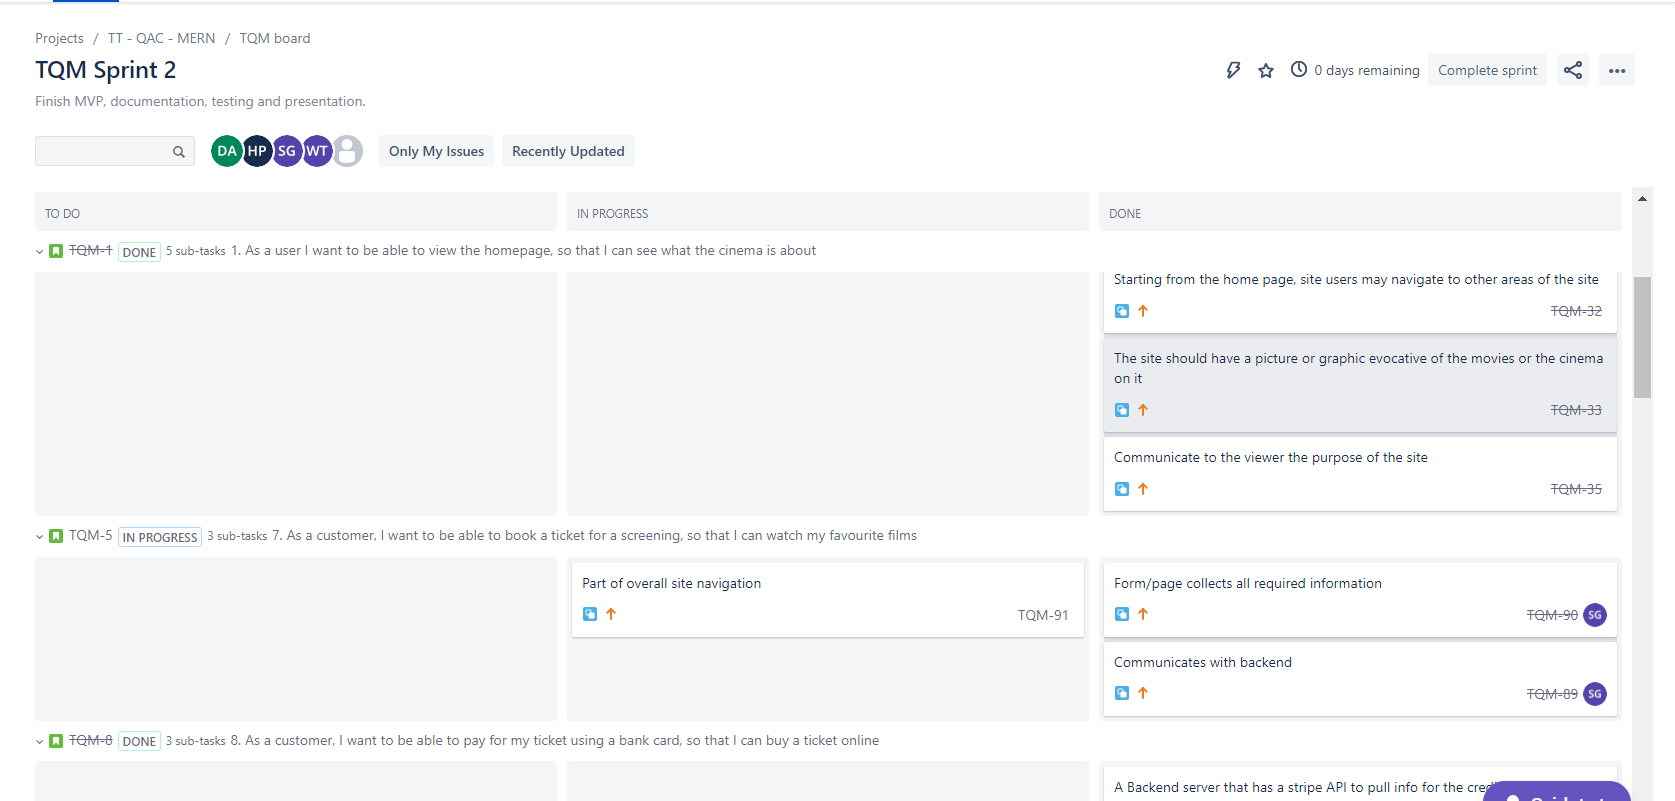 Projects / TT - QAC - MERN / TQM board
TQM Sprint 2
0 days remaining
Complete sprint
Finish MVP, documentation, testing and presentation.
DA HP SG WT
Only My Issues
Recently Updated
TO DO
IN PROGRESS
DONE
TQM-1 DONE 5 sub-tasks 1. As a user I want to be able to view the homepage, so that I can see what the cinema is about
Starting from the home page, site users may navigate to other areas of the site
TQM-32
The site should have a picture or graphic evocative of the movies or the cinema
on it
TQM-33
Communicate to the viewer the purpose of the site
TQM-35
TQM-5 IN PROGRESS 3 sub-tasks 7. As a customer, I want to be able to book a ticket for a screening, so that I can watch my favourite films
Part of overall site navigation
TQM-91
Form/page collects all required information
TQM-90 SG
Communicates with backend
TQM-89 SG
TQM-8 DONE 3 sub-tasks 8. As a customer, I want to be able to pay for my ticket using a bank card, so that I can buy a ticket online
A Backend server that has a stripe API to pull info for the